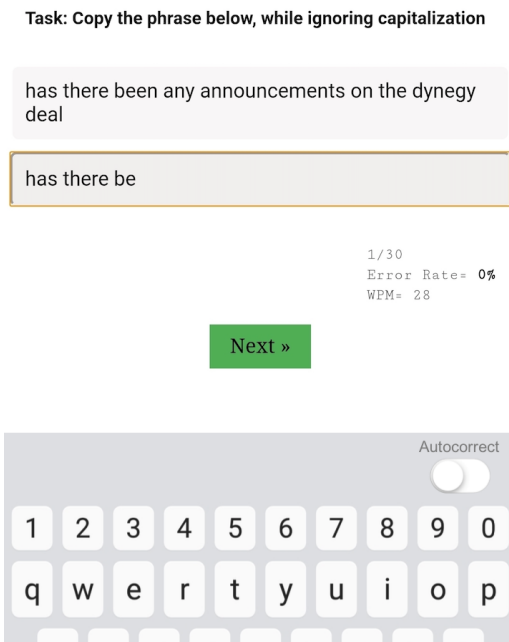 Task: Copy the phrase below, while ignoring capitalization
has there been any announcements on the dynegy
deal
has there be
1/30
Error Rate= 0%
WPM= 28
Next »
Autocorrect
1 2 3 4 5 6 7 8 9 0
q w e r t y u i o p